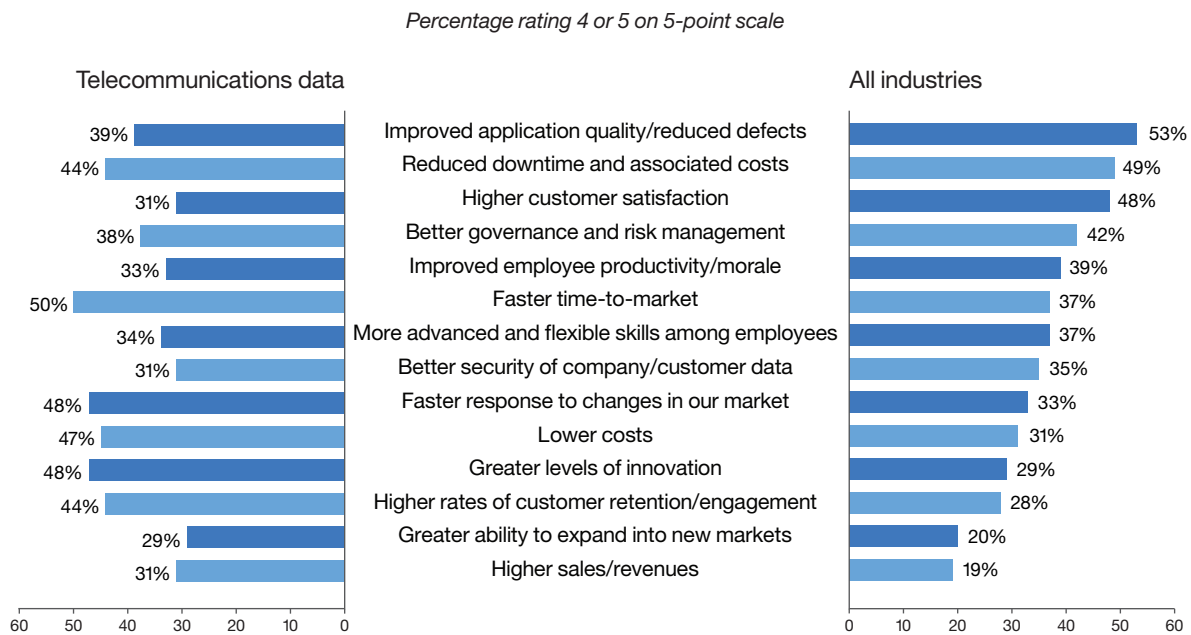 Percentage rating 4 or 5 on 5-point scale
Telecommunications data All industries
39% Improved application quality/reduced defects 53%
44% Reduced downtime and associated costs 49%
31% Higher customer satisfaction 48%
38% Better governance and risk management 42%
33% Improved employee productivity/morale 39%
50% Faster time-to-market 37%
34% More advanced and flexible skills among employees 37%
31% Better security of company/customer data 35%
48% Faster response to changes in our market 33%
47% Lower costs 31%
48% Greater levels of innovation 29%
44% Higher rates of customer retention/engagement 28%
29% Greater ability to expand into new markets 20%
31% Higher sales/revenues 19%
60 50 40 30 20 10 0 0 10 20 30 40 50 60